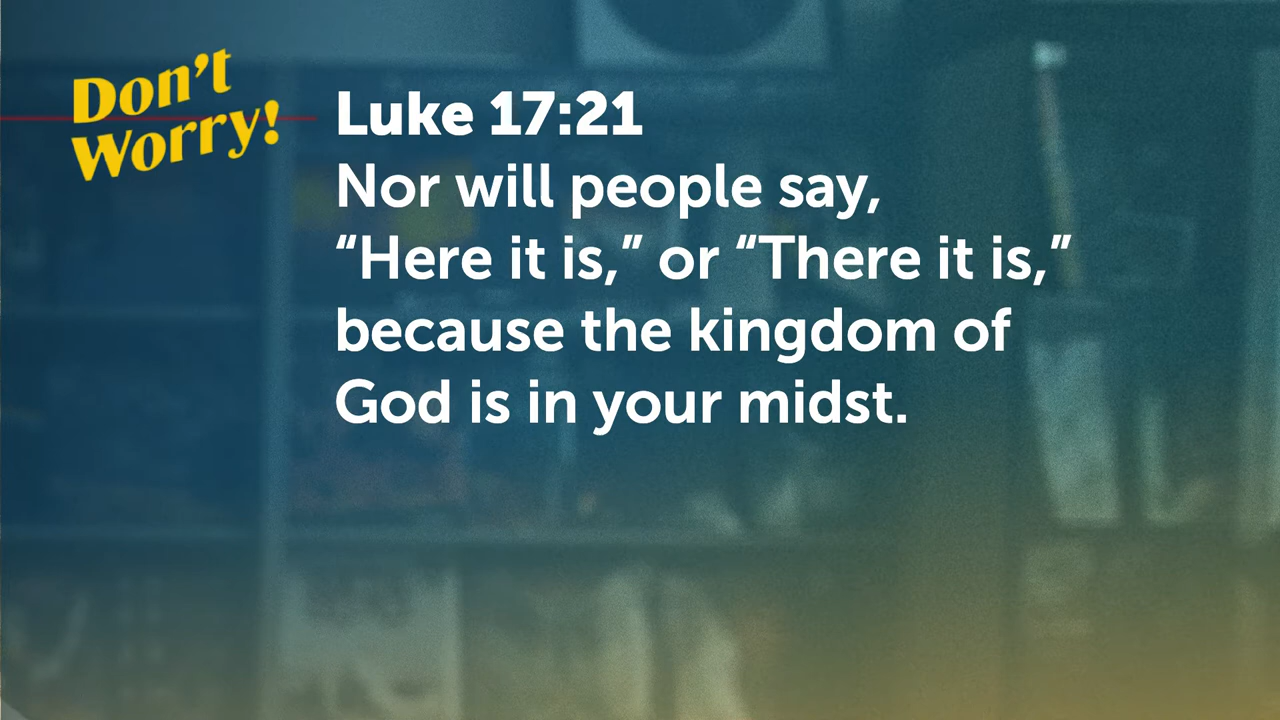 Don't
Worry!
Luke 17:21
Nor will people say,
“Here it is,” or “There it is,”
because the kingdom of
God is in your midst.